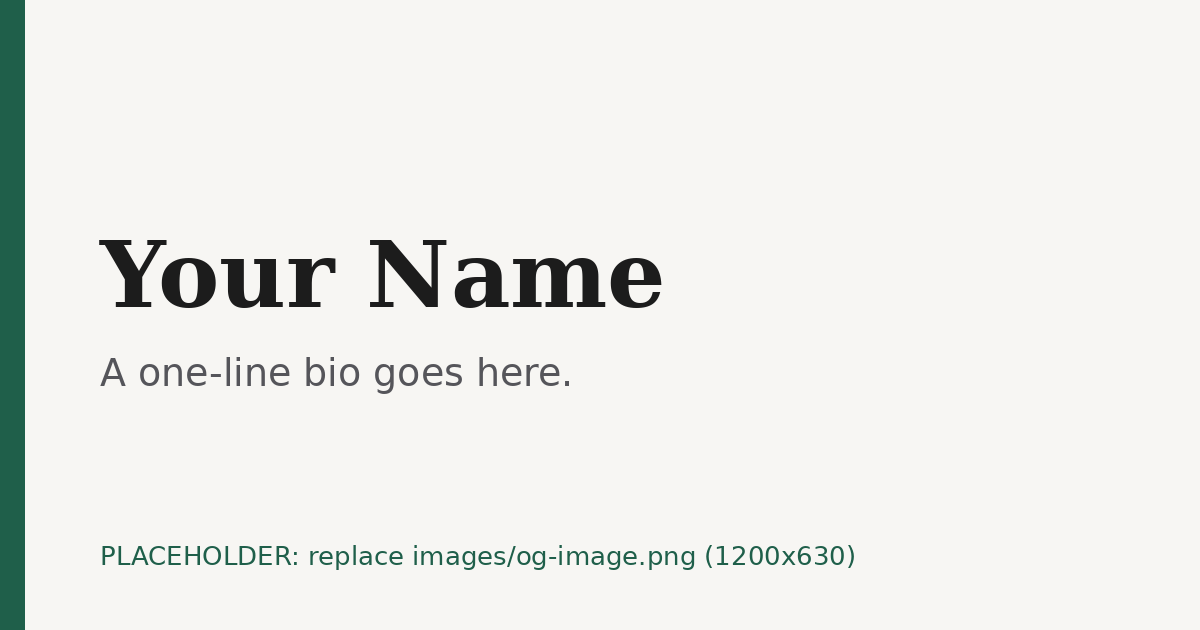 Your Name
A one-line bio goes here.
PLACEHOLDER: replace images/og-image.png (1200x630)